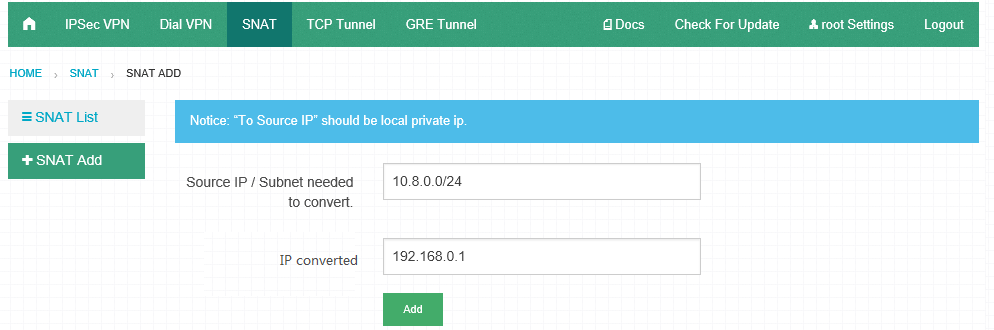 IPSec VPN Dial VPN SNAT TCP Tunnel GRE Tunnel Docs Check For Update root Settings Logout
HOME › SNAT › SNAT ADD
SNAT List
Notice: "To Source IP" should be local private ip.
SNAT Add
Source IP / Subnet needed
to convert.
10.8.0.0/24
IP converted
192.168.0.1
Add